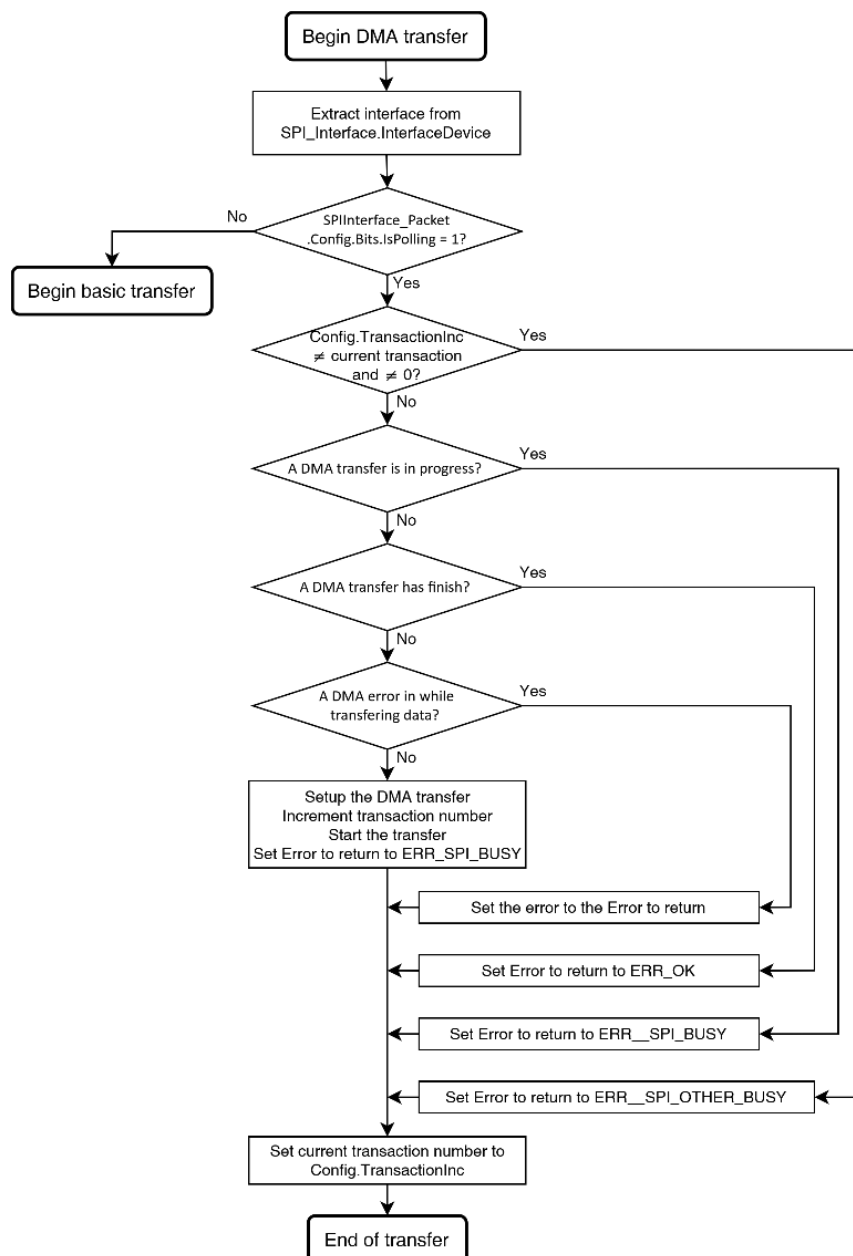 Begin DMA transfer
Extract interface from
SPI_Interface.InterfaceDevice
No
SPIInterface_Packet
.Config.Bits.IsPolling = 1?
Begin basic transfer
Yes
Config.TransactionInc
≠ current transaction
and ≠ 0?
Yes
No
A DMA transfer is in progress?
Yes
No
A DMA transfer has finish?
Yes
No
A DMA error in while
transfering data?
Yes
No
Setup the DMA transfer
Increment transaction number
Start the transfer
Set Error to return to ERR_SPI_BUSY
Set the error to the Error to return
Set Error to return to ERR_OK
Set Error to return to ERR__SPI_BUSY
Set Error to return to ERR__SPI_OTHER_BUSY
Set current transaction number to
Config.TransactionInc
End of transfer